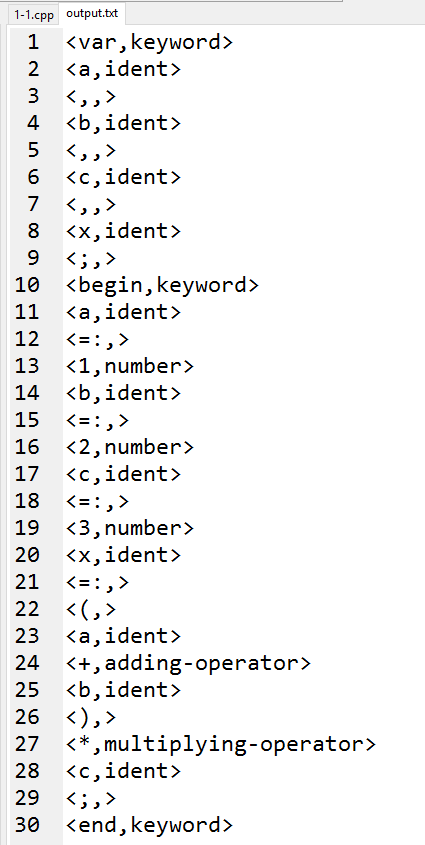 1-1.cpp output.txt
1 <var,keyword>
2 <a,ident>
3 <,,>
4 <b,ident>
5 <,,>
6 <c,ident>
7 <,,>
8 <x,ident>
9 <;,>
10 <begin,keyword>
11 <a,ident>
12 <=:,>
13 <1,number>
14 <b,ident>
15 <=:,>
16 <2,number>
17 <c,ident>
18 <=:,>
19 <3,number>
20 <x,ident>
21 <=:,>
22 <(,>
23 <a,ident>
24 <+,adding-operator>
25 <b,ident>
26 <),>
27 <*,multiplying-operator>
28 <c,ident>
29 <;,>
30 <end,keyword>